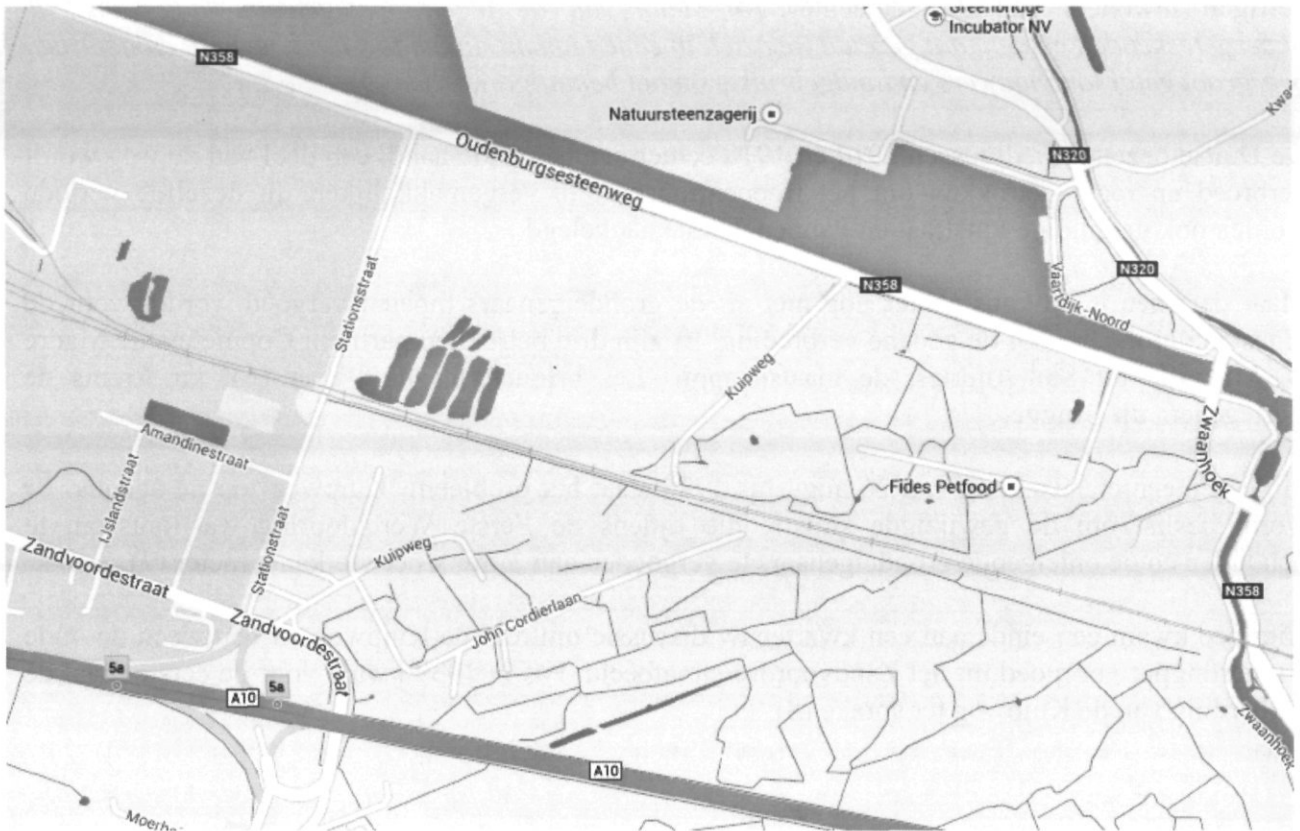 Greenbridge
Incubator NV
N358
Natuursteenzagerij
Oudenburgsesteenweg
N320
N320
Vaartdijk-Noord
N358
Stationsstraat
Kuipweg
Zwaanhoek
Amandinestraat
IJslandstraat
Fides Petfood
Stationstraat
Kuipweg
Zandvoordestraat
John Cordierlaan
N358
Zandvoordestraat
5a
5a
A10
A10
Zwaanhoek